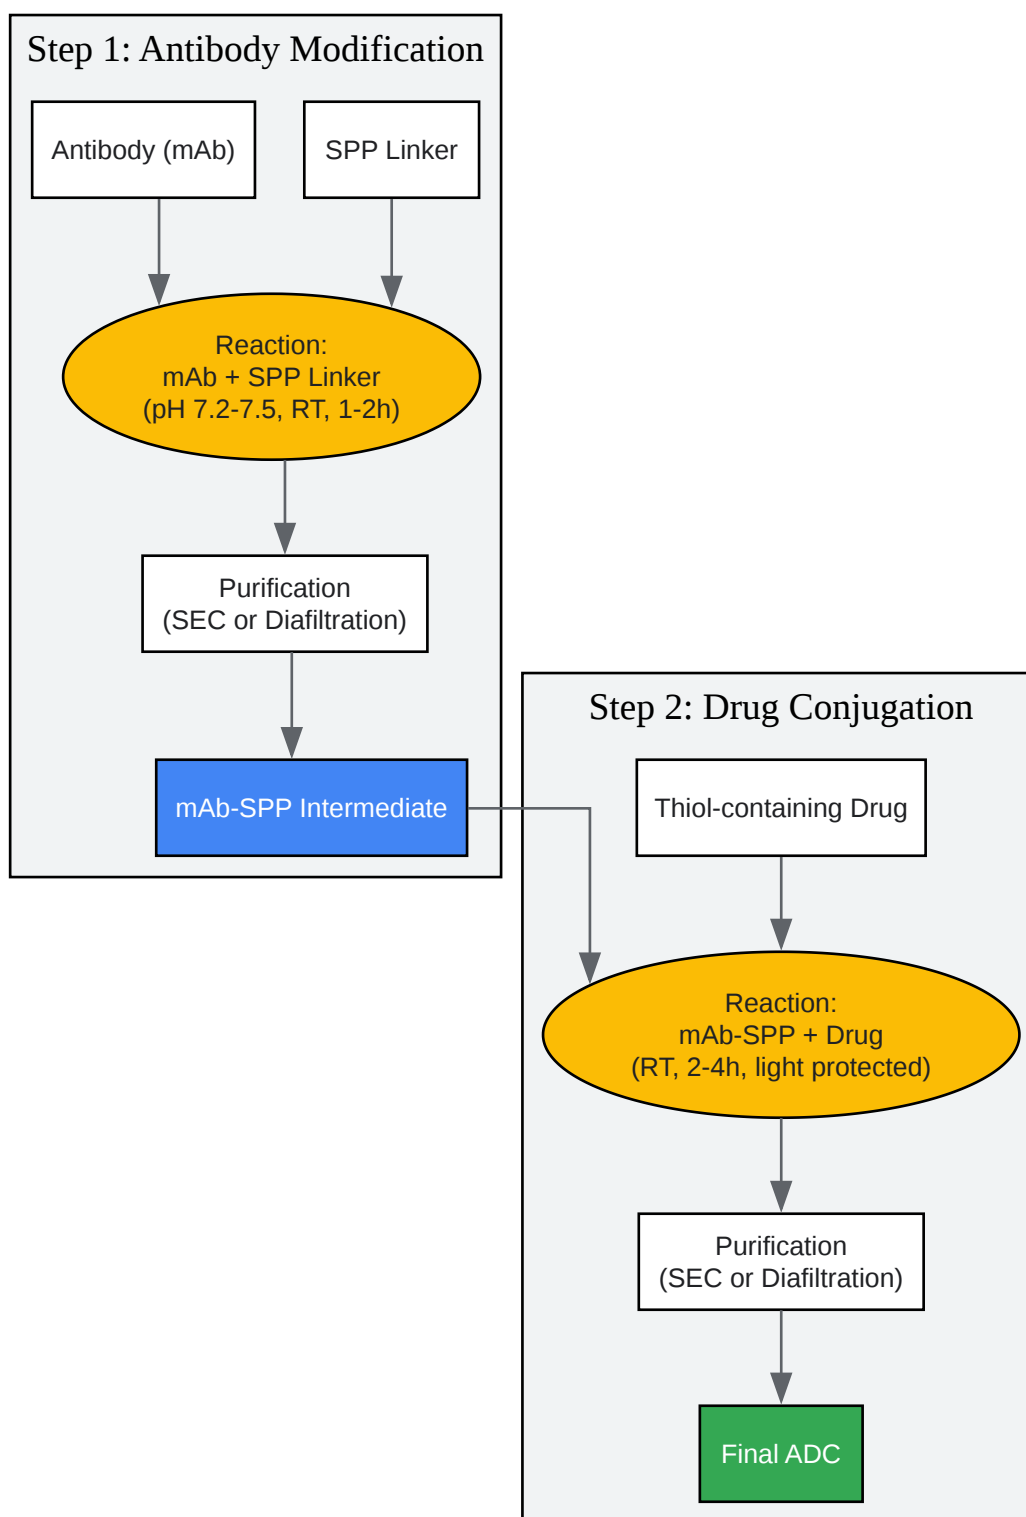 Step 1: Antibody Modification
Antibody (mAb)
SPP Linker
Reaction:
mAb + SPP Linker
(pH 7.2-7.5, RT, 1-2h)
Purification
(SEC or Diafiltration)
mAb-SPP Intermediate
Step 2: Drug Conjugation
Thiol-containing Drug
Reaction:
mAb-SPP + Drug
(RT, 2-4h, light protected)
Purification
(SEC or Diafiltration)
Final ADC